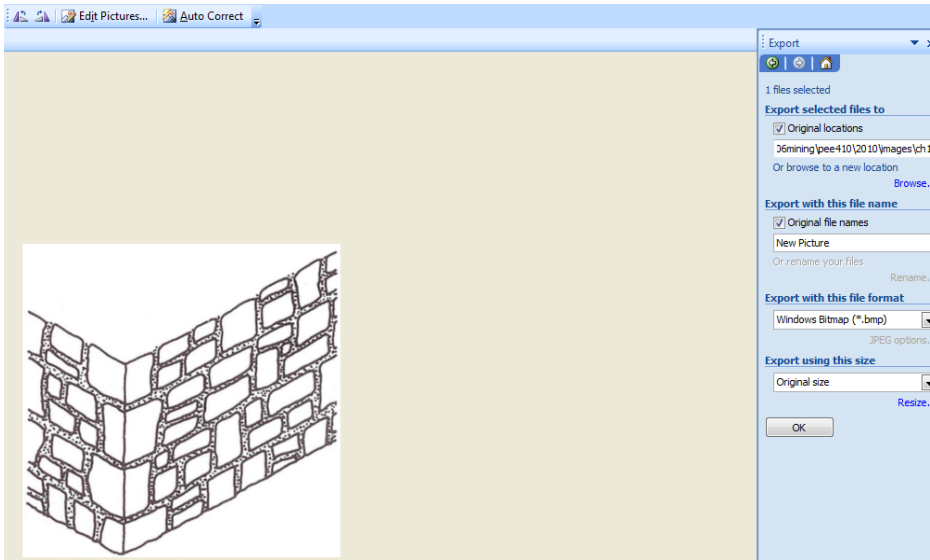 Edit Pictures... Auto Correct
Export
1 files selected
Export selected files to
Original locations
06mining\pee410\2010\images\ch1
Or browse to a new location
Browse.
Export with this file name
Original file names
New Picture
Or rename your files
Rename.
Export with this file format
Windows Bitmap (*.bmp)
JPEG options.
Export using this size
Original size
Resize.
OK